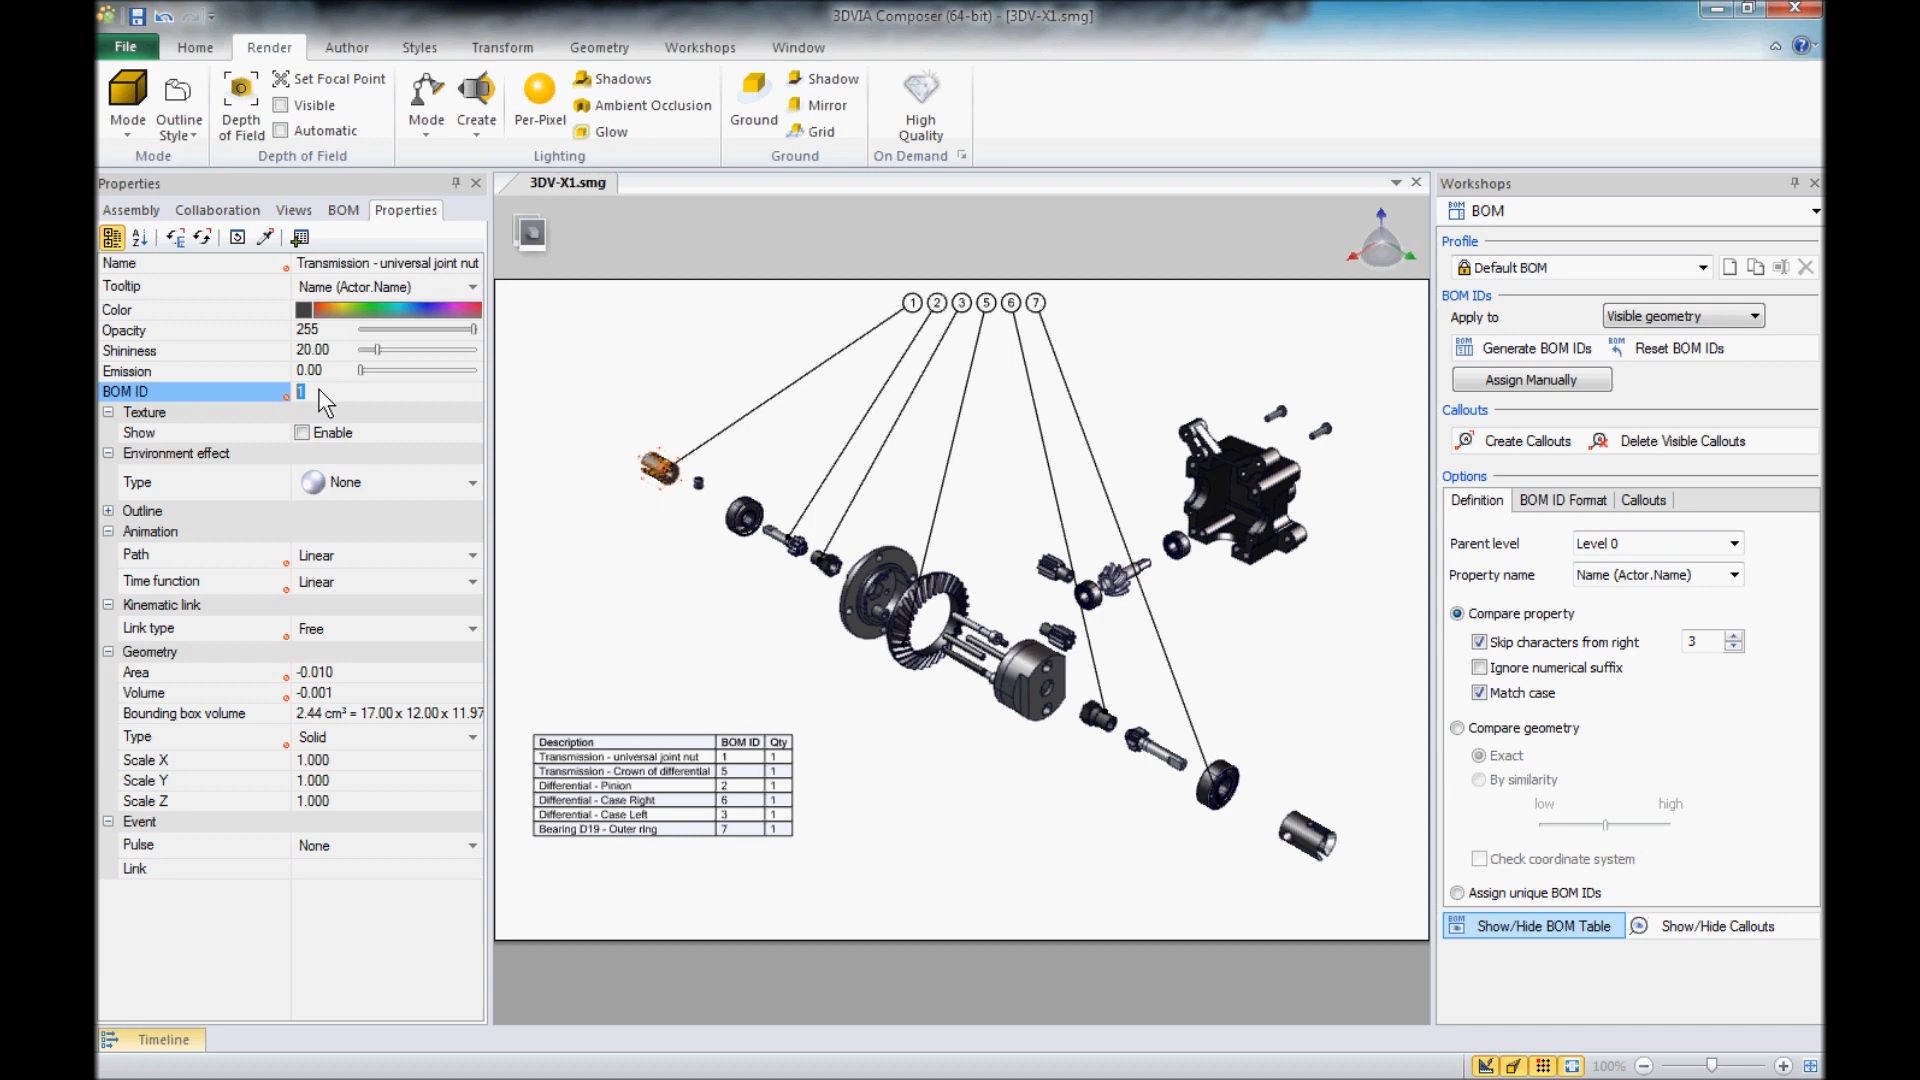 3DVIA Composer (64-bit) - [3DV-X1.smg]
File Home Render Author Styles Transform Geometry Workshops Window
Mode
Outline Style
Mode
Depth of Field
Set Focal Point
Visible
Automatic
Depth of Field
Mode
Create
Per-Pixel
Shadows
Ambient Occlusion
Glow
Lighting
Ground
Shadow
Mirror
Grid
Ground
High Quality
On Demand
Properties
Assembly Collaboration Views BOM Properties
Name Transmission - universal joint nut
Tooltip Name (Actor.Name)
Color
Opacity 255
Shininess 20.00
Emission 0.00
BOM ID 1
Texture
Show Enable
Environment effect
Type None
Outline
Animation
Path Linear
Time function Linear
Kinematic link
Link type Free
Geometry
Area -0.010
Volume -0.001
Bounding box volume 2.44 cm³ = 17.00 x 12.00 x 11.97
Type Solid
Scale X 1.000
Scale Y 1.000
Scale Z 1.000
Event
Pulse None
Link
Timeline
3DV-X1.smg
1 2 3 5 6 7
Description BOM ID Qty
Transmission - universal joint nut 1 1
Transmission - Crown of differential 5 1
Differential - Pinion 2 1
Differential - Case Right 6 1
Differential - Case Left 3 1
Bearing D19 - Outer ring 7 1
Workshops
BOM BOM
Profile
Default BOM
BOM IDs
Apply to Visible geometry
BOM Generate BOM IDs BOM Reset BOM IDs
Assign Manually
Callouts
Create Callouts Delete Visible Callouts
Options
Definition BOM ID Format Callouts
Parent level Level 0
Property name Name (Actor.Name)
Compare property
Skip characters from right 3
Ignore numerical suffix
Match case
Compare geometry
Exact
By similarity
low high
Check coordinate system
Assign unique BOM IDs
BOM Show/Hide BOM Table Show/Hide Callouts
100%